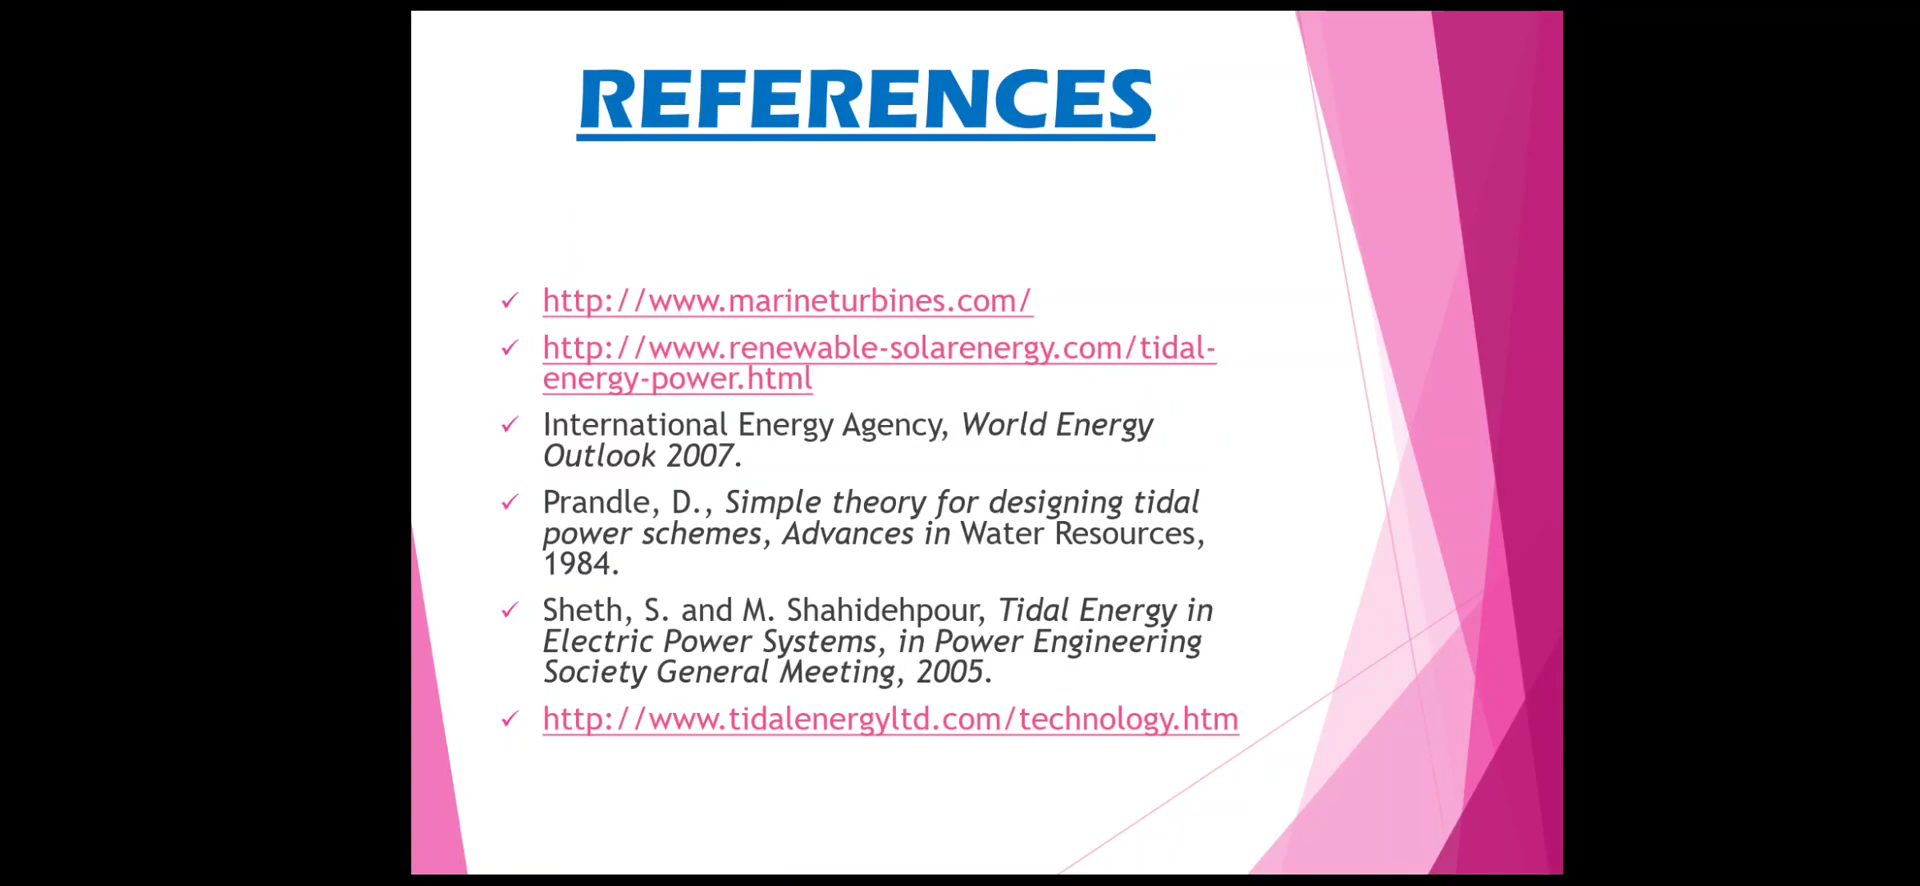 REFERENCES
http://www.marineturbines.com/
http://www.renewable-solarenergy.com/tidal-
energy-power.html
International Energy Agency, World Energy
Outlook 2007.
Prandle, D., Simple theory for designing tidal
power schemes, Advances in Water Resources,
1984.
Sheth, S. and M. Shahidehpour, Tidal Energy in
Electric Power Systems, in Power Engineering
Society General Meeting, 2005.
http://www.tidalenergyltd.com/technology.htm